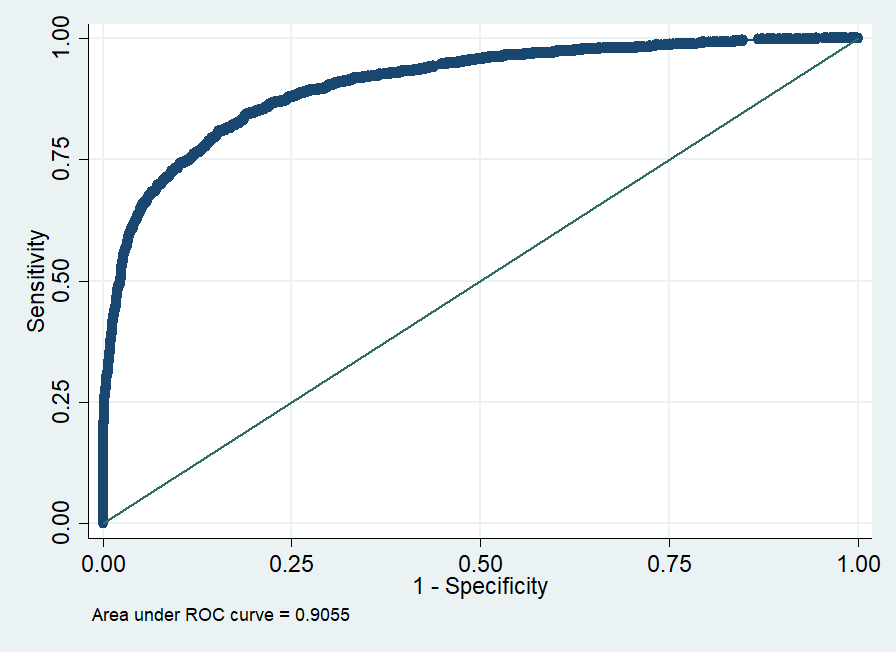 1.00
0.75
0.50
0.25
0.00
Sensitivity
0.00 0.25 0.50 0.75 1.00
1 - Specificity
Area under ROC curve = 0.9055